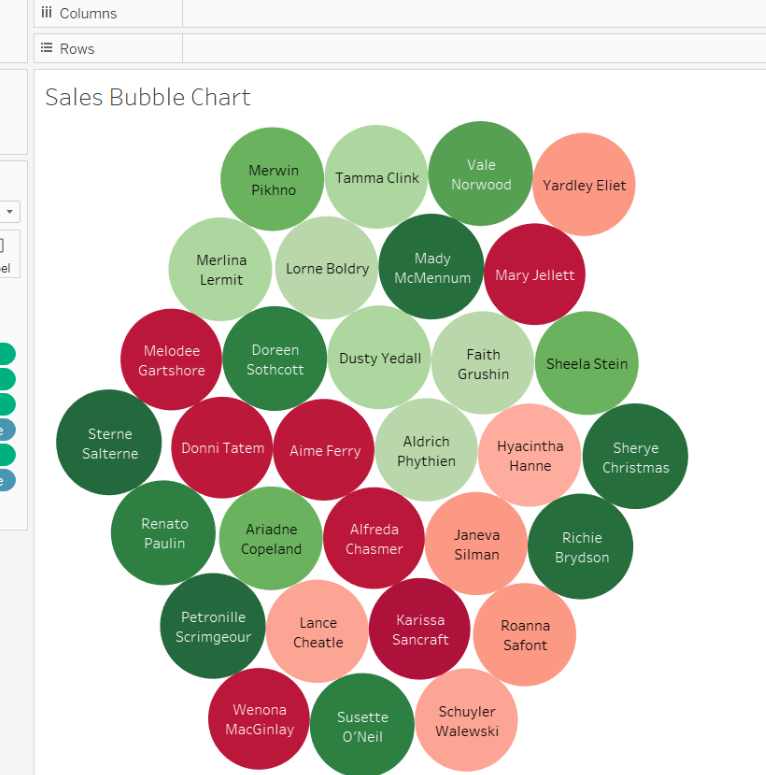 Columns
Rows
Sales Bubble Chart
Merwin
Pikhno
Tamma Clink
Vale
Norwood
Yardley Eliet
Merlina
Lermit
Lorne Boldry
Mady
McMennum
Mary Jellett
Melodee
Gartshore
Doreen
Sothcott
Dusty Yedall
Faith
Grushin
Sheela Stein
Sterne
Salterne
Donni Tatem
Aime Ferry
Aldrich
Phythien
Hyacintha
Hanne
Sherye
Christmas
Renato
Paulin
Ariadne
Copeland
Alfreda
Chasmer
Janeva
Silman
Richie
Brydson
Petronille
Scrimgeour
Lance
Cheatle
Karissa
Sancraft
Roanna
Safont
Wenona
MacGinlay
Susette
O’Neil
Schuyler
Walewski